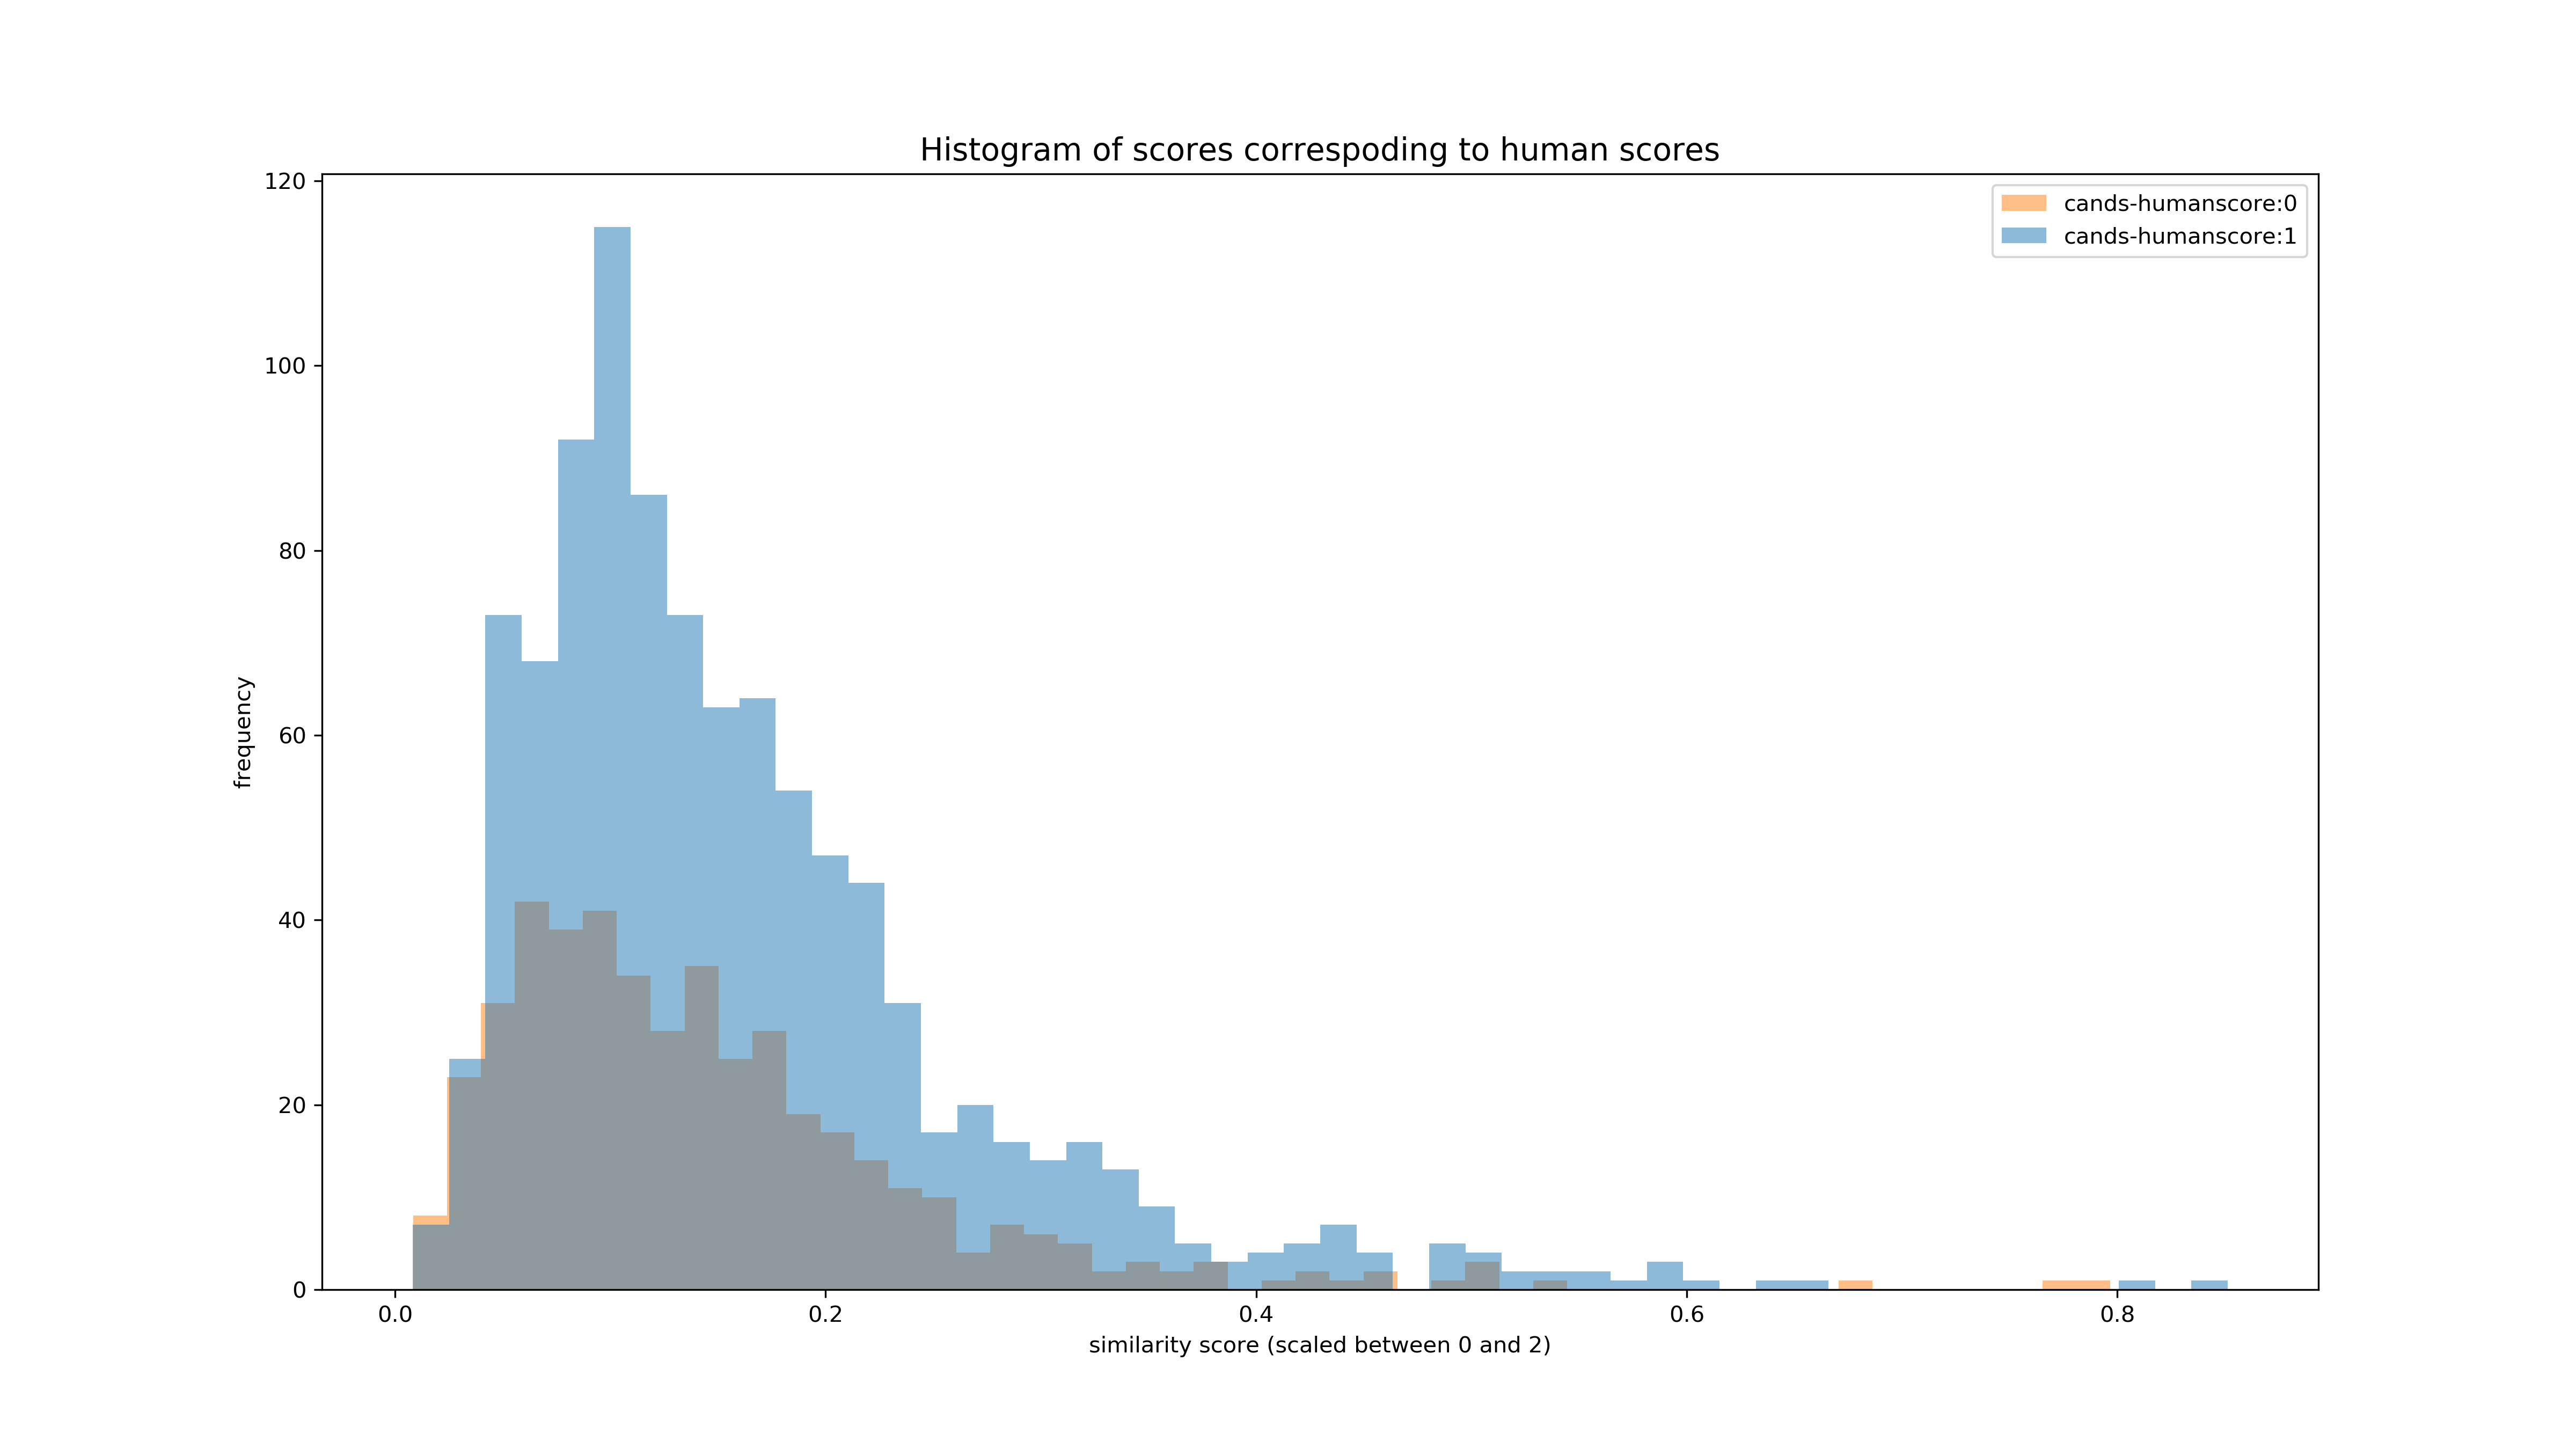 Histogram of scores correspoding to human scores
cands-humanscore:0
cands-humanscore:1
120
100
80
60
40
20
0
frequency
0.0 0.2 0.4 0.6 0.8
similarity score (scaled between 0 and 2)